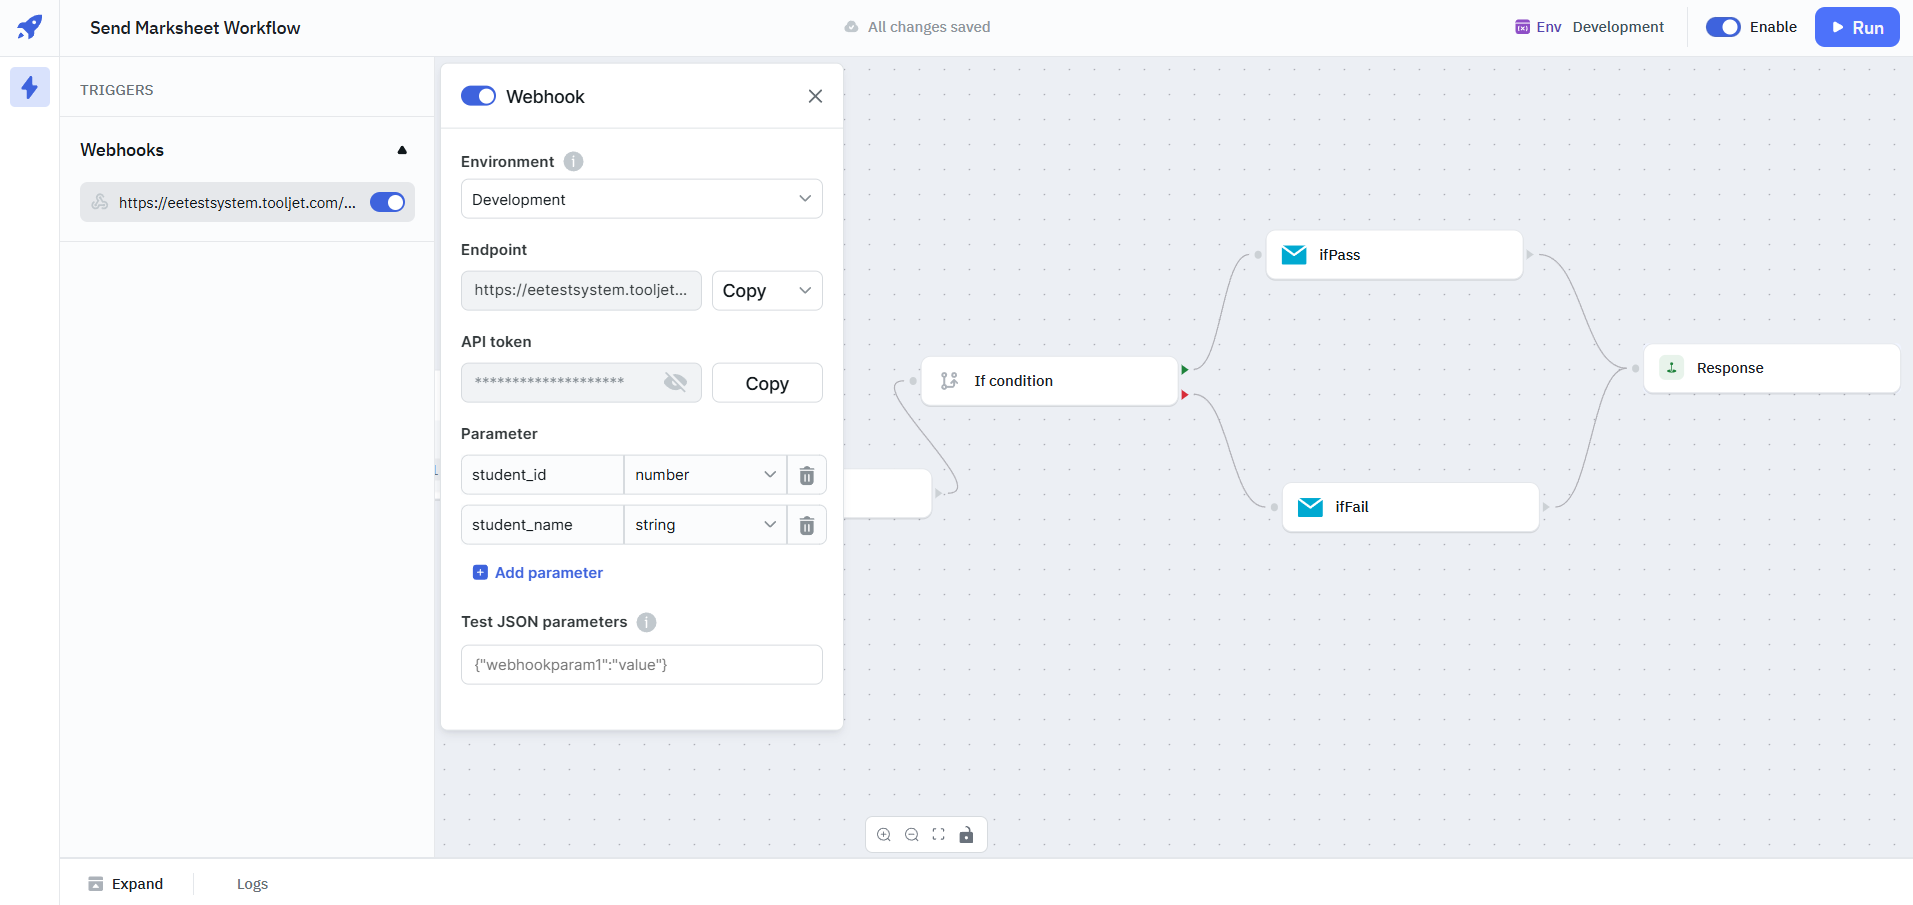 Send Marksheet Workflow
All changes saved
Env Development
Enable
Run
TRIGGERS
Webhooks
https://eetestsystem.tooljet.com/...
Webhook
Environment
Development
Endpoint
https://eetestsystem.tooljet...
Copy
API token
********************
Copy
Parameter
student_id
number
student_name
string
Add parameter
Test JSON parameters
{"webhookparam1":"value"}
If condition
ifPass
ifFail
Response
Expand
Logs